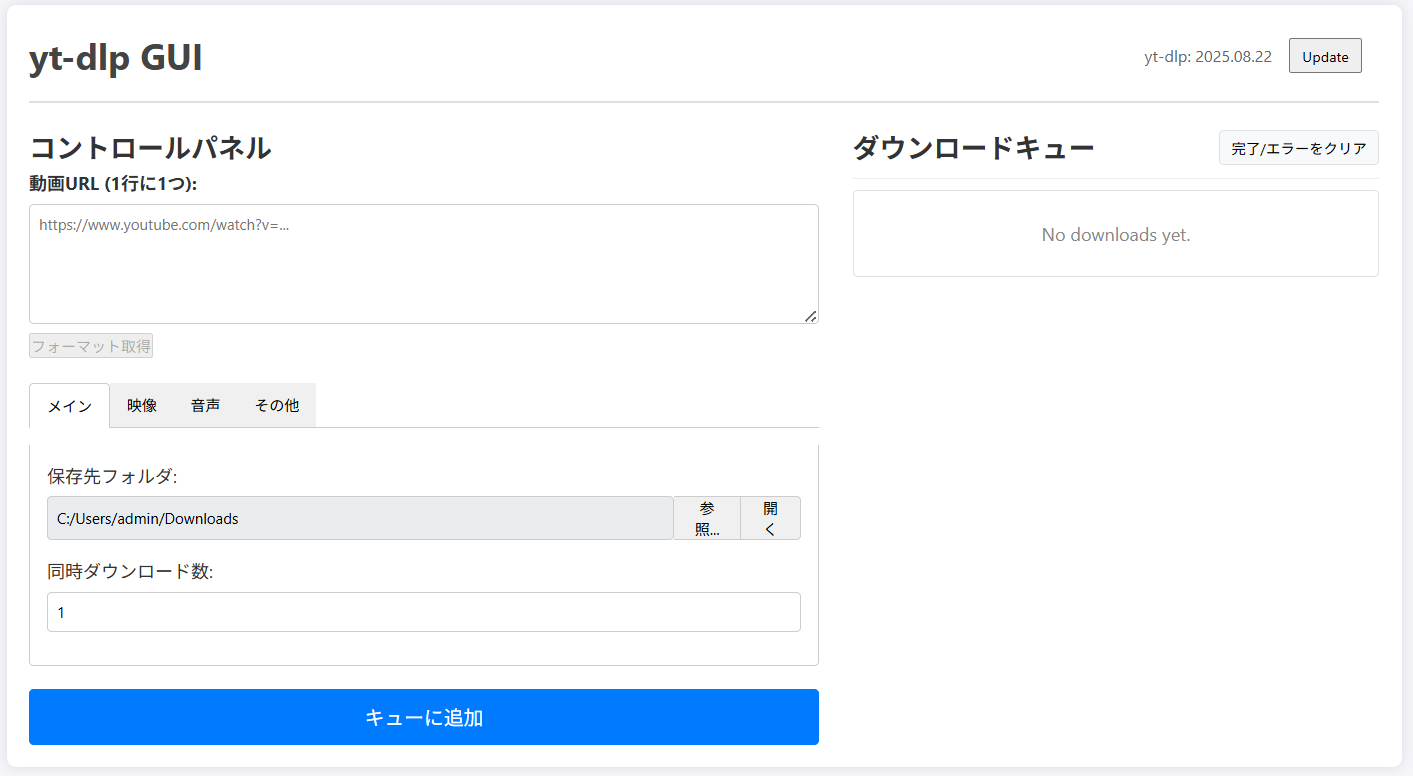 yt-dlp GUI
yt-dlp: 2025.08.22
Update
コントロールパネル
動画URL (1行に1つ):
https://www.youtube.com/watch?v=...
フォーマット取得
メイン
映像
音声
その他
保存先フォルダ:
C:/Users/admin/Downloads
参
照...
開
く
同時ダウンロード数:
1
キューに追加
ダウンロードキュー
完了/エラーをクリア
No downloads yet.